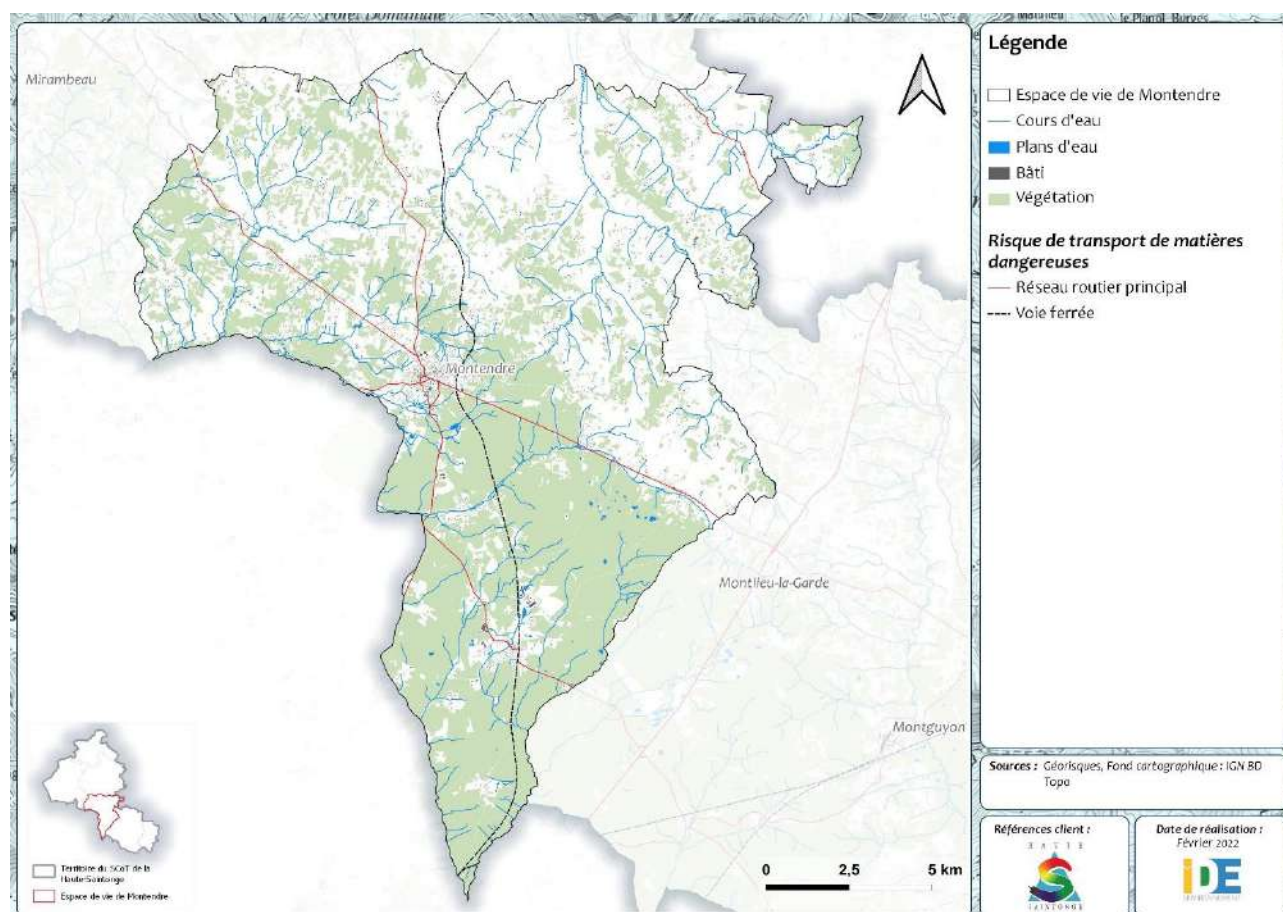 Mirambeau
Montendre
Montlieu-la-Garde
Montguyon
0 2,5 5 km
Territoire du SCoT de la
Haute-Saintonge
Espace de vie de Montendre
Légende
Espace de vie de Montendre
Cours d'eau
Plans d'eau
Bâti
Végétation
Risque de transport de matières
dangereuses
Réseau routier principal
Voie ferrée
Sources : Géorisques, Fond cartographique : IGN BD
Topo
Références client :
HAUTE
SAINTONGE
Date de réalisation :
Février 2022
IDE